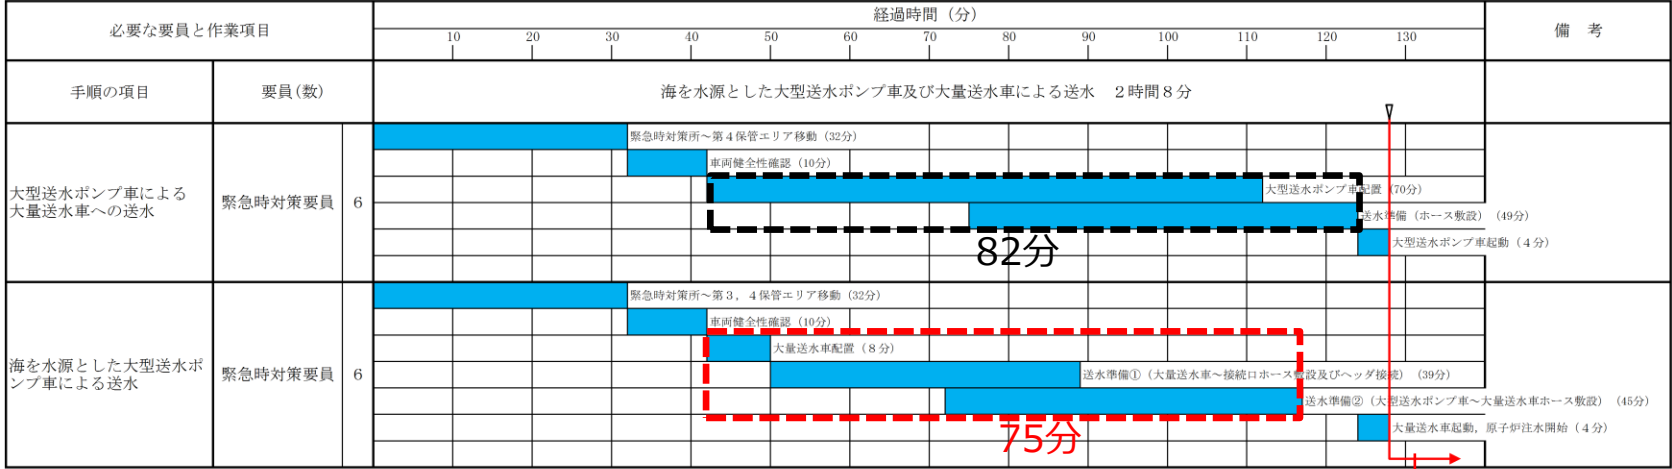 必要な要員と作業項目
経過時間（分）
備 考
10 20 30 40 50 60 70 80 90 100 110 120 130
手順の項目
要員(数)
海を水源とした大型送水ポンプ車及び大量送水車による送水 2時間8分
大型送水ポンプ車による
大量送水車への送水
緊急時対策要員
6
緊急時対策所～第４保管エリア移動（32分）
車両健全性確認（10分）
大型送水ポンプ車配置（70分）
送水準備（ホース敷設）（49分）
大型送水ポンプ車起動（４分）
82分
海を水源とした大型送水ポ
ンプ車による送水
緊急時対策要員
6
緊急時対策所～第３，４保管エリア移動（32分）
車両健全性確認（10分）
大量送水車配置（８分）
送水準備①（大量送水車～接続口ホース敷設及びヘッダ接続）（39分）
送水準備②（大型送水ポンプ車～大量送水車ホース敷設）（45分）
大量送水車起動，原子炉注水開始（４分）
75分